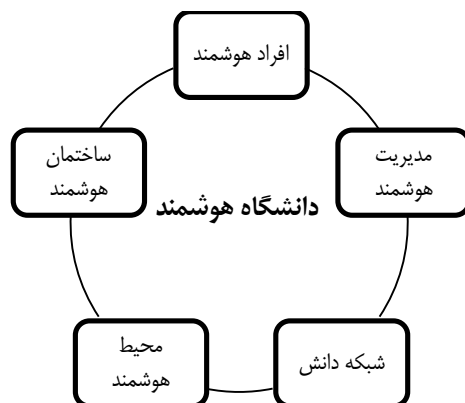 افراد هوشمند
مدیریت
هوشمند
ساختمان
هوشمند
دانشگاه هوشمند
شبکه دانش
محیط
هوشمند